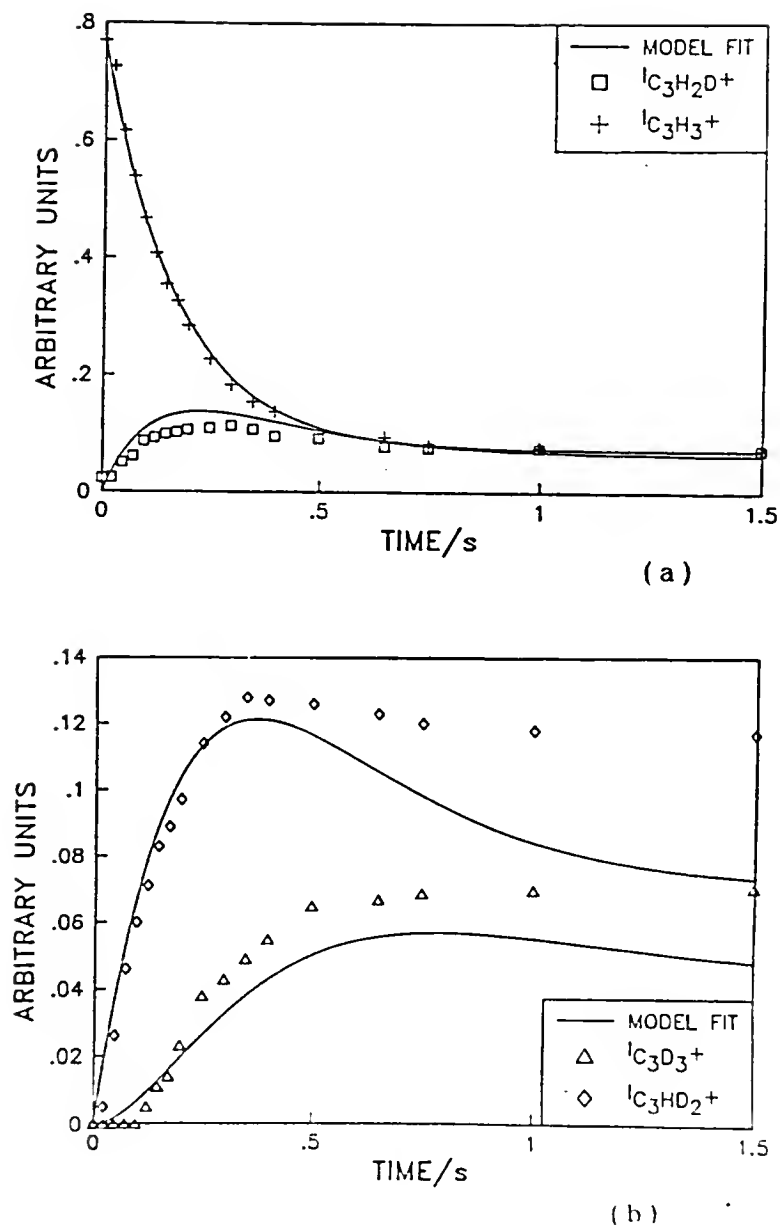 .8
.6
.4
.2
0
ARBITRARY UNITS
MODEL FIT
ᴵC₃H₂D⁺
ᴵC₃H₃⁺
0
.5
1
1.5
TIME/s
(a)
.14
.12
.1
.08
.06
.04
.02
0
ARBITRARY UNITS
MODEL FIT
ᴵC₃D₃⁺
ᴵC₃HD₂⁺
0
.5
1
1.5
TIME/s
(b)